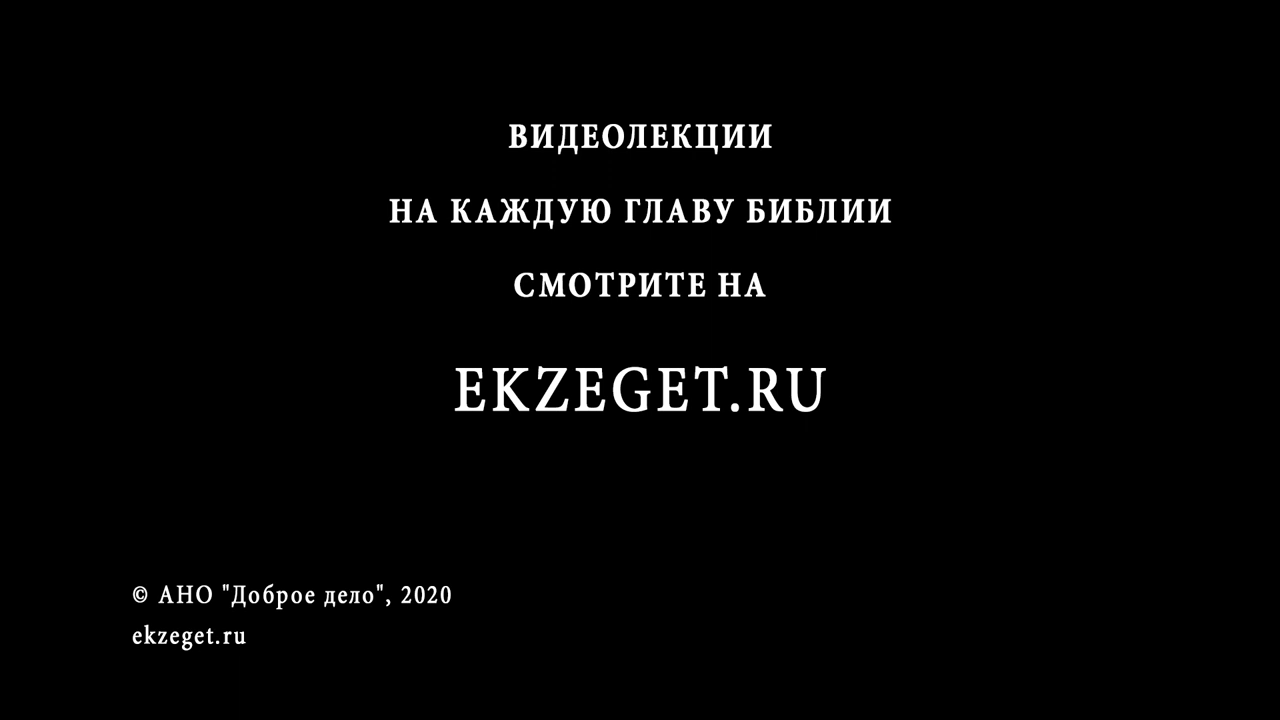 ВИДЕОЛЕКЦИИ
НА КАЖДУЮ ГЛАВУ БИБЛИИ
СМОТРИТЕ НА
EKZEGET.RU
© АНО "Доброе дело", 2020
ekzeget.ru